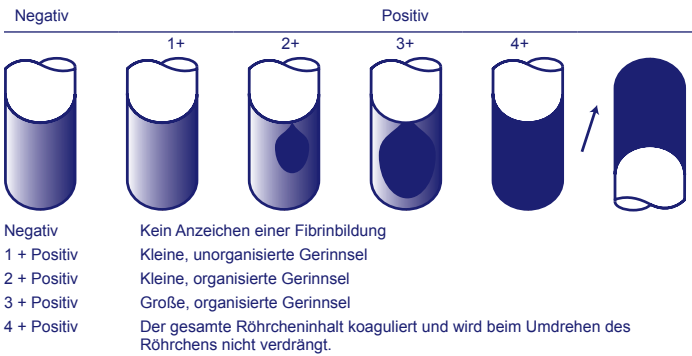 Negativ Positiv
1+ 2+ 3+ 4+
Negativ Kein Anzeichen einer Fibrinbildung
1 + Positiv Kleine, unorganisierte Gerinnsel
2 + Positiv Kleine, organisierte Gerinnsel
3 + Positiv Große, organisierte Gerinnsel
4 + Positiv Der gesamte Röhrcheninhalt koaguliert und wird beim Umdrehen des
Röhrchens nicht verdrängt.